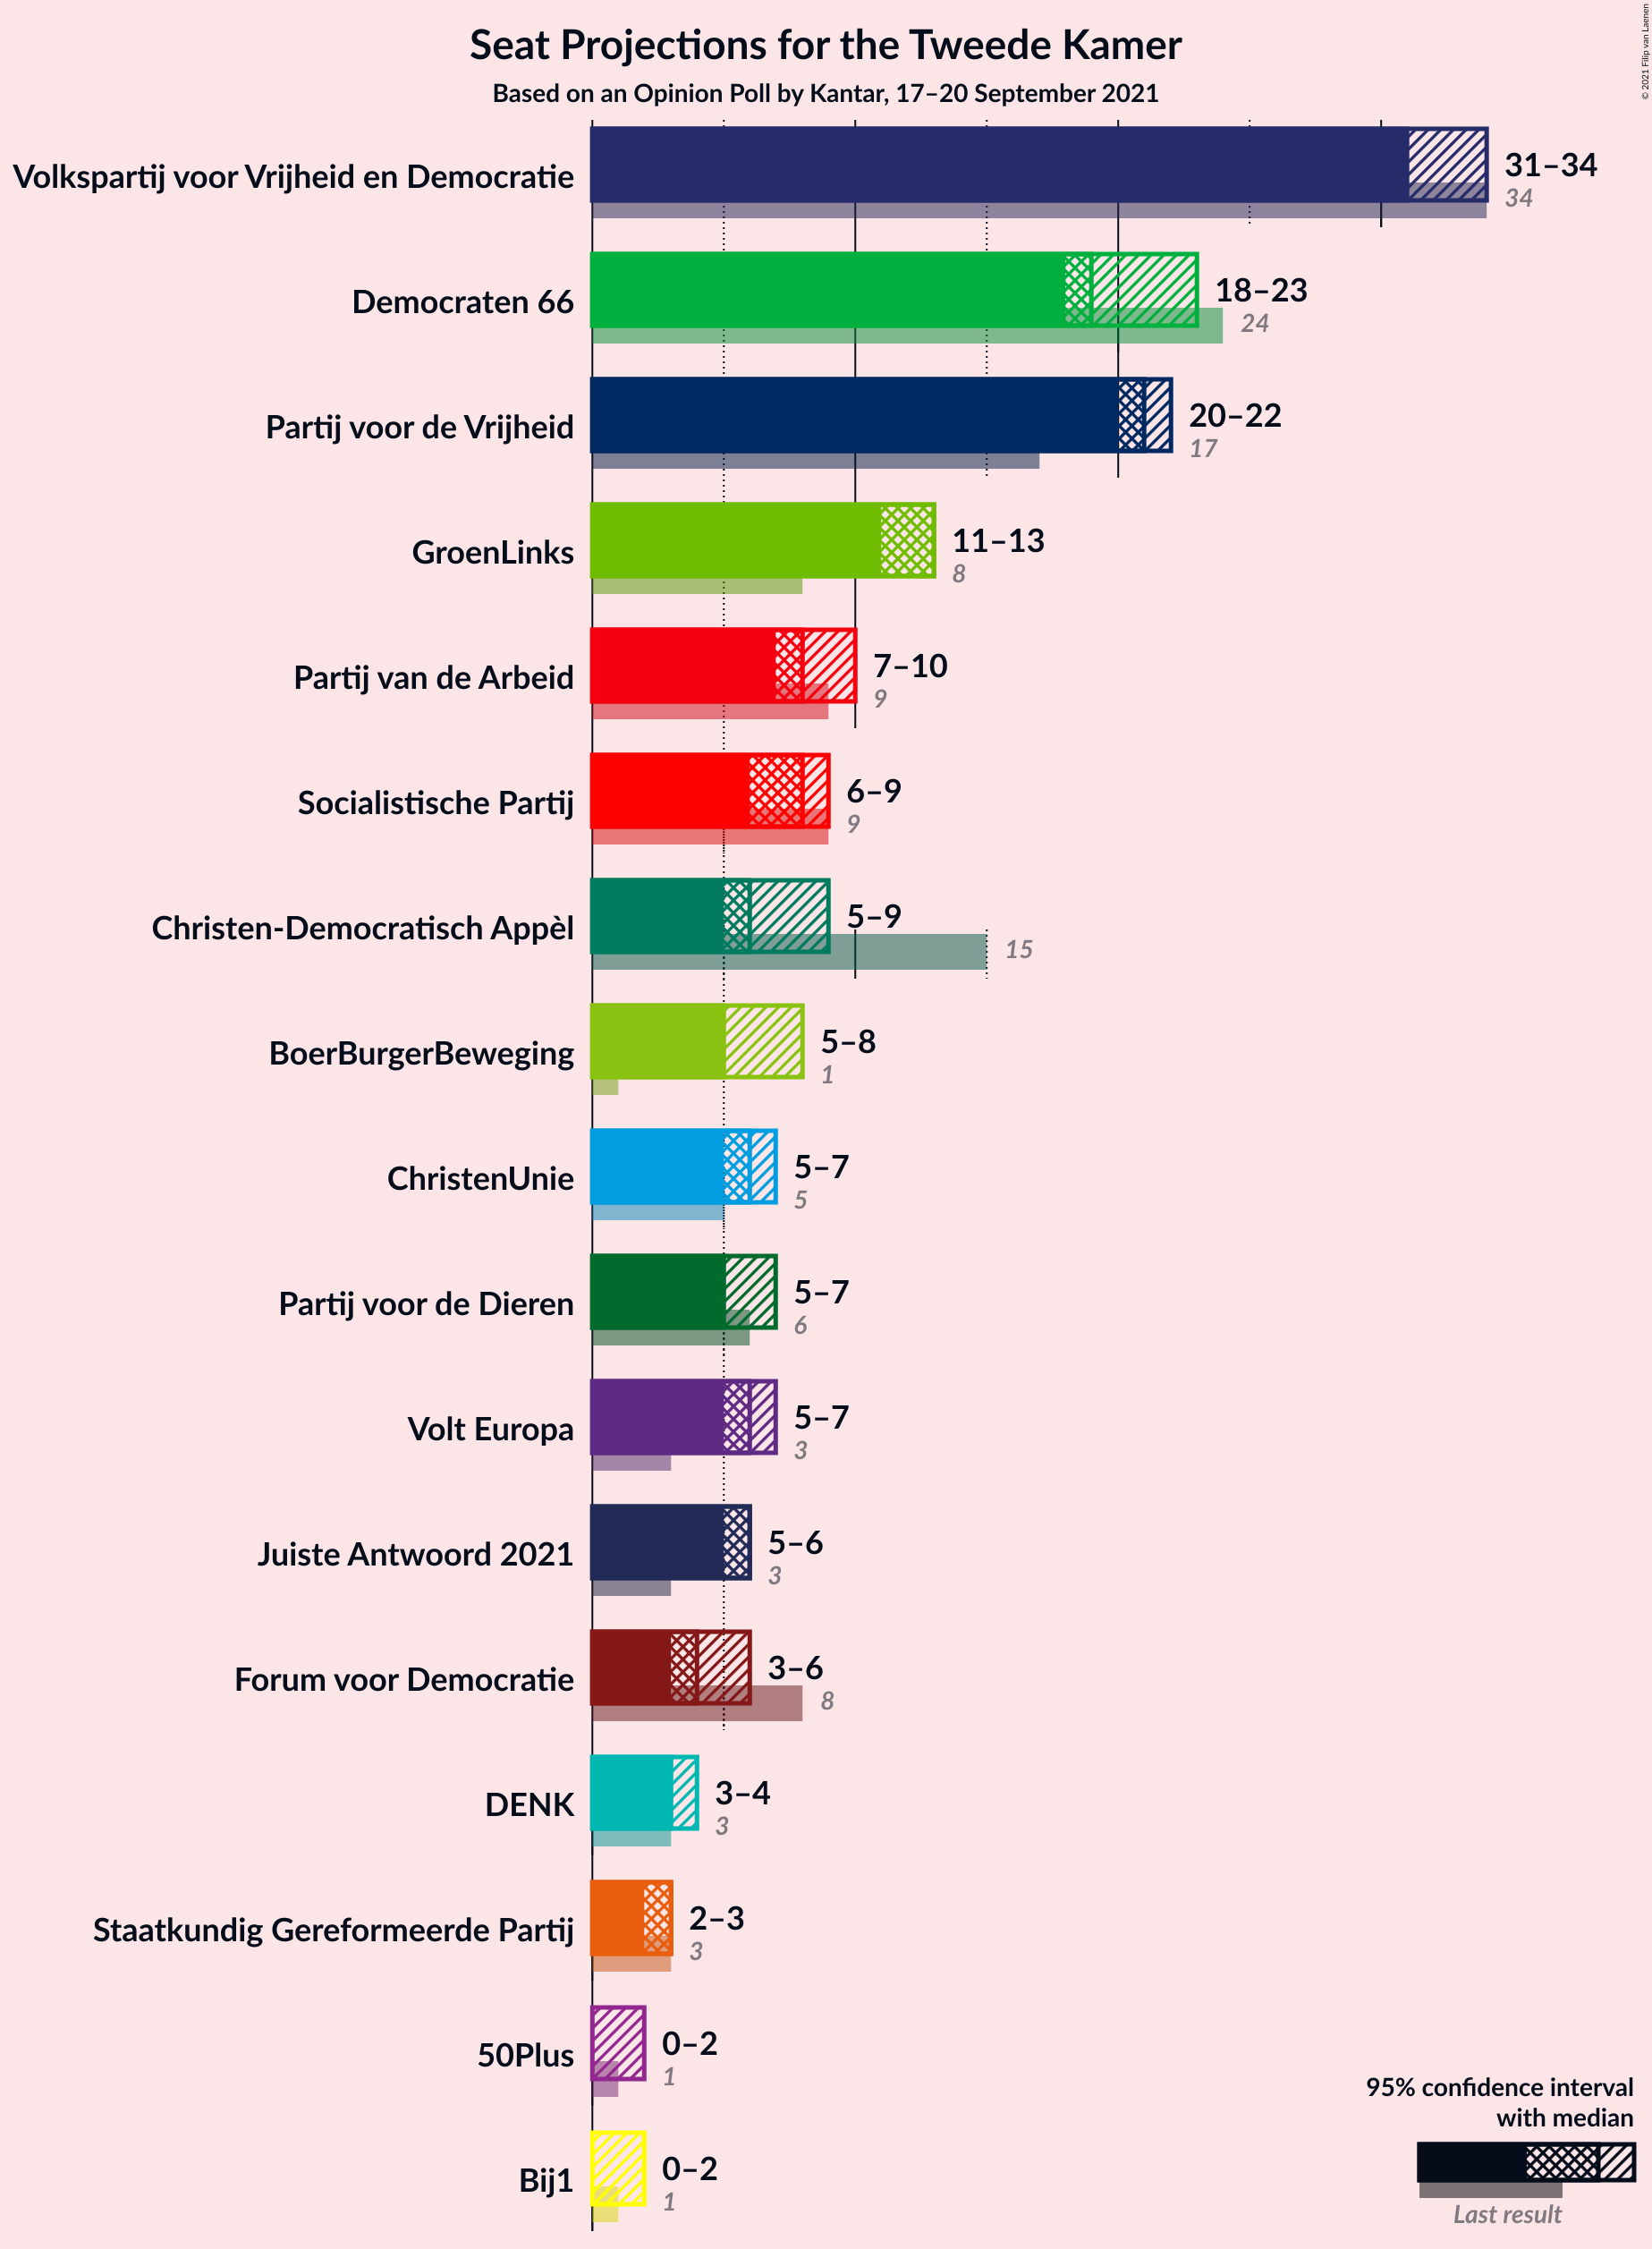 Seat Projections for the Tweede Kamer
Based on an Opinion Poll by Kantar, 17–20 September 2021
© 2021 Filip van Laenen
Volkspartij voor Vrijheid en Democratie
31–34
34
Democraten 66
18–23
24
Partij voor de Vrijheid
20–22
17
GroenLinks
11–13
8
Partij van de Arbeid
7–10
9
Socialistische Partij
6–9
9
Christen-Democratisch Appèl
5–9
15
BoerBurgerBeweging
5–8
1
ChristenUnie
5–7
5
Partij voor de Dieren
5–7
6
Volt Europa
5–7
3
Juiste Antwoord 2021
5–6
3
Forum voor Democratie
3–6
8
DENK
3–4
3
Staatkundig Gereformeerde Partij
2–3
3
50Plus
0–2
1
Bij1
0–2
1
95% confidence interval
with median
Last result